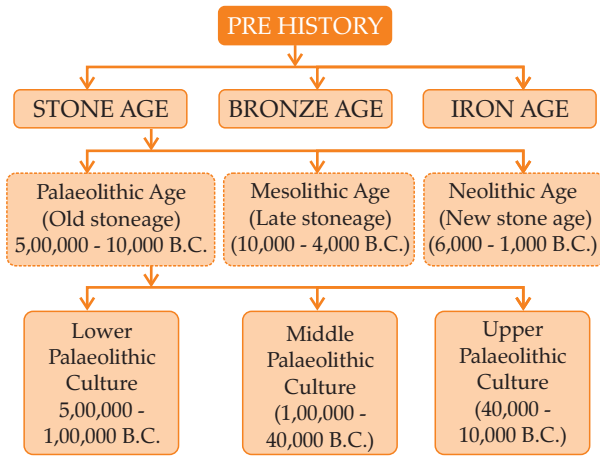 PRE HISTORY
STONE AGE
BRONZE AGE
IRON AGE
Palaeolithic Age
(Old stoneage)
5,00,000 - 10,000 B.C.
Mesolithic Age
(Late stoneage)
(10,000 - 4,000 B.C.)
Neolithic Age
(New stone age)
(6,000 - 1,000 B.C.)
Lower
Palaeolithic
Culture
5,00,000 -
1,00,000 B.C.
Middle
Palaeolithic
Culture
(1,00,000 -
40,000 B.C.)
Upper
Palaeolithic
Culture
(40,000 -
10,000 B.C.)